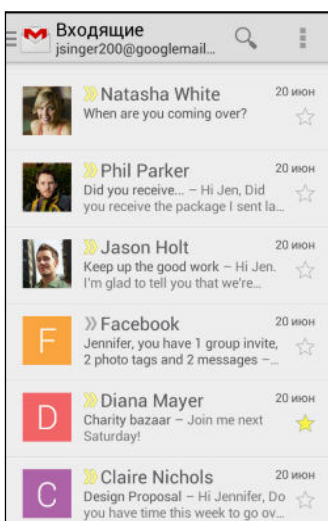 Входящие
jsinger200@googlemail...
Natasha White 20 июн
When are you coming over?
Phil Parker 20 июн
Did you receive... – Hi Jen, Did
you receive the package I sent la...
Jason Holt 20 июн
Keep up the good work – Hi Jen.
I'm glad to tell you that we're...
F
Facebook 20 июн
Jennifer, you have 1 group invite,
2 photo tags and 2 messages –...
D
Diana Mayer 20 июн
Charity bazaar – Join me next
Saturday!
C
Claire Nichols 20 июн
Design Proposal – Hi Jennifer, Do
you have time this week to go ov...